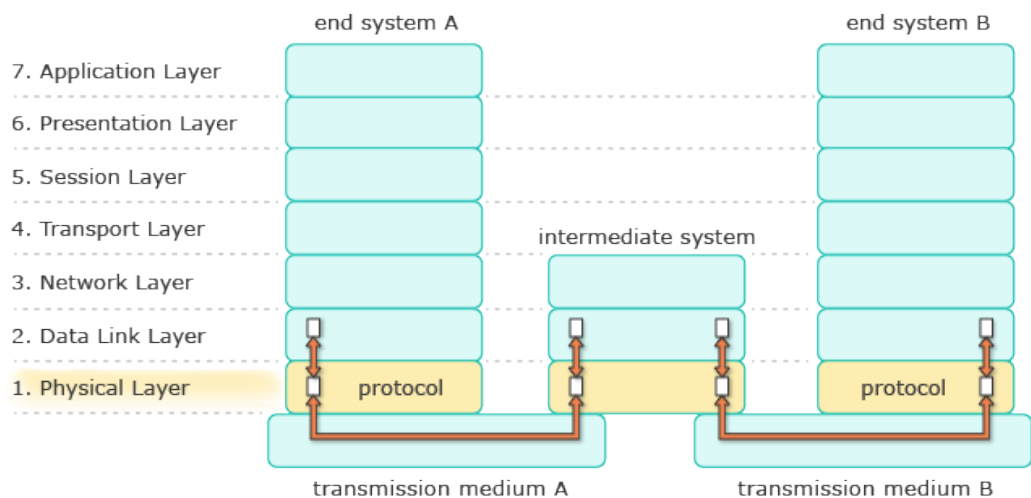 end system A
end system B
7. Application Layer
6. Presentation Layer
5. Session Layer
4. Transport Layer
intermediate system
3. Network Layer
2. Data Link Layer
1. Physical Layer
protocol
protocol
transmission medium A
transmission medium B